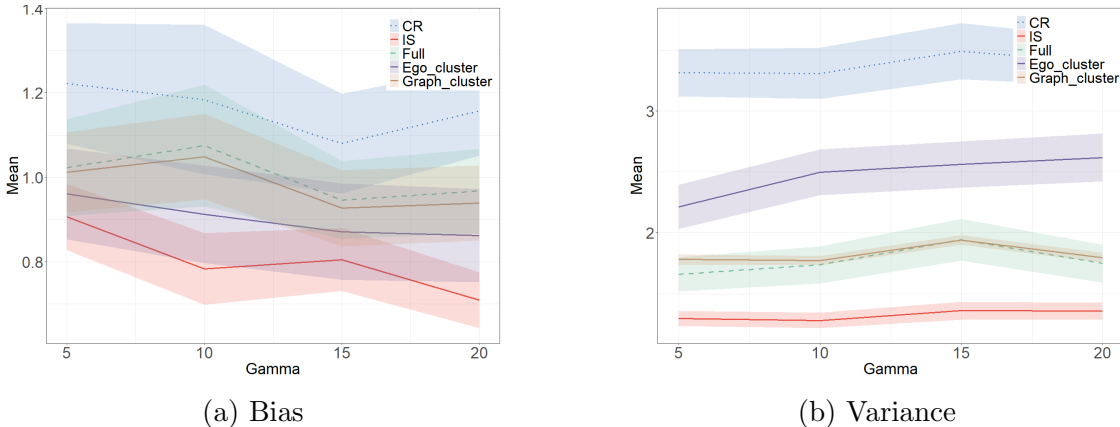 1.4
1.2
1.0
0.8
Mean
5
10
15
20
Gamma
CR
IS
Full
Ego_cluster
Graph_cluster
(a) Bias
3
2
Mean
5
10
15
20
Gamma
CR
IS
Full
Ego_cluster
Graph_cluster
(b) Variance